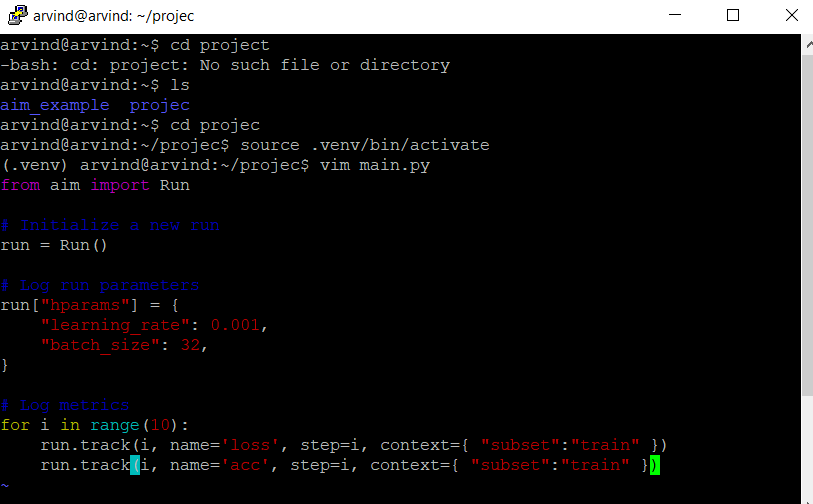 arvind@arvind: ~/projec
arvind@arvind:~$ cd project
-bash: cd: project: No such file or directory
arvind@arvind:~$ ls
aim_example  projec
arvind@arvind:~$ cd projec
arvind@arvind:~/projec$ source .venv/bin/activate
(.venv) arvind@arvind:~/projec$ vim main.py
from aim import Run

# Initialize a new run
run = Run()

# Log run parameters
run["hparams"] = {
    "learning_rate": 0.001,
    "batch_size": 32,
}

# Log metrics
for i in range(10):
    run.track(i, name='loss', step=i, context={ "subset":"train" })
    run.track(i, name='acc', step=i, context={ "subset":"train" })
~